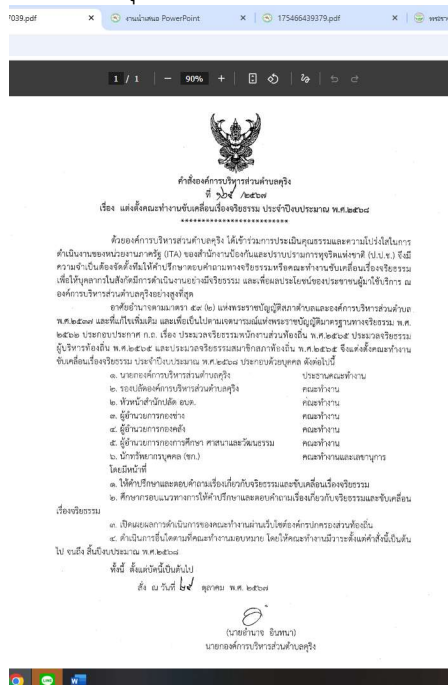 7039.pdf
งานนำเสนอ PowerPoint
175466439379.pdf
1 / 1
90%
คำสั่งองค์การบริหารส่วนตำบลคุริง
ที่ /๒๕๖๗
เรื่อง แต่งตั้งคณะทำงานขับเคลื่อนเรื่องจริยธรรม ประจำปีงบประมาณ พ.ศ.๒๕๖๘
**************************
ด้วยองค์การบริหารส่วนตำบลคุริง ได้เข้าร่วมการประเมินคุณธรรมและความโปร่งใสในการ
ดำเนินงานของหน่วยงานภาครัฐ (ITA) ของสำนักงานป้องกันและปราบปรามการทุจริตแห่งชาติ (ป.ป.ช.) จึงมี
ความจำเป็นต้องจัดตั้งทีมให้คำปรึกษาตอบคำถามทางจริยธรรมหรือคณะทำงานขับเคลื่อนเรื่องจริยธรรม
เพื่อให้บุคลากรในสังกัดมีการดำเนินงานอย่างมีจริยธรรม และเพื่อผลประโยชน์ของประชาชนผู้มาใช้บริการ ณ
องค์การบริหารส่วนตำบลคุริงอย่างสูงที่สุด
อาศัยอำนาจตามมาตรา ๕๙ (๒) แห่งพระราชบัญญัติสภาตำบลและองค์การบริหารส่วนตำบล
พ.ศ.๒๕๓๗ และที่แก้ไขเพิ่มเติม และเพื่อเป็นไปตามเจตนารมณ์แห่งพระราชบัญญัติมาตรฐานทางจริยธรรม พ.ศ.
๒๕๖๒ ประกอบประกาศ ก.ถ. เรื่อง ประมวลจริยธรรมพนักงานส่วนท้องถิ่น พ.ศ.๒๕๖๕ ประมวลจริยธรรม
ผู้บริหารท้องถิ่น พ.ศ.๒๕๖๕ และประมวลจริยธรรมสมาชิกสภาท้องถิ่น พ.ศ.๒๕๖๕ จึงแต่งตั้งคณะทำงาน
ขับเคลื่อนเรื่องจริยธรรม ประจำปีงบประมาณ พ.ศ.๒๕๖๘ ประกอบด้วยบุคคล ดังต่อไปนี้
๑. นายกองค์การบริหารส่วนตำบลคุริง ประธานคณะทำงาน
๒. รองปลัดองค์การบริหารส่วนตำบลคุริง คณะทำงาน
๒. หัวหน้าสำนักปลัด อบต. คณะทำงาน
๓. ผู้อำนวยการกองช่าง คณะทำงาน
๔. ผู้อำนวยการกองคลัง คณะทำงาน
๕. ผู้อำนวยการกองการศึกษา ศาสนาและวัฒนธรรม คณะทำงาน
๖. นักทรัพยากรบุคคล (ชก.) คณะทำงานและเลขานุการ
โดยมีหน้าที่
๑. ให้คำปรึกษาและตอบคำถามเรื่องเกี่ยวกับจริยธรรมและขับเคลื่อนเรื่องจริยธรรม
๒. ศึกษากรอบแนวทางการให้คำปรึกษาและตอบคำถามเรื่องเกี่ยวกับจริยธรรมและขับเคลื่อน
เรื่องจริยธรรม
๓. เปิดเผยผลการดำเนินการของคณะทำงานผ่านเว็บไซต์องค์กรปกครองส่วนท้องถิ่น
๔. ดำเนินการอื่นใดตามที่คณะทำงานมอบหมาย โดยให้คณะทำงานมีวาระตั้งแต่คำสั่งนี้เป็นต้น
ไป จนถึง สิ้นปีงบประมาณ พ.ศ.๒๕๖๘
ทั้งนี้ ตั้งแต่บัดนี้เป็นต้นไป
สั่ง ณ วันที่ ตุลาคม พ.ศ. ๒๕๖๗
(นายอำนาจ อินทนา)
นายกองค์การบริหารส่วนตำบลคุริง
LINE
W